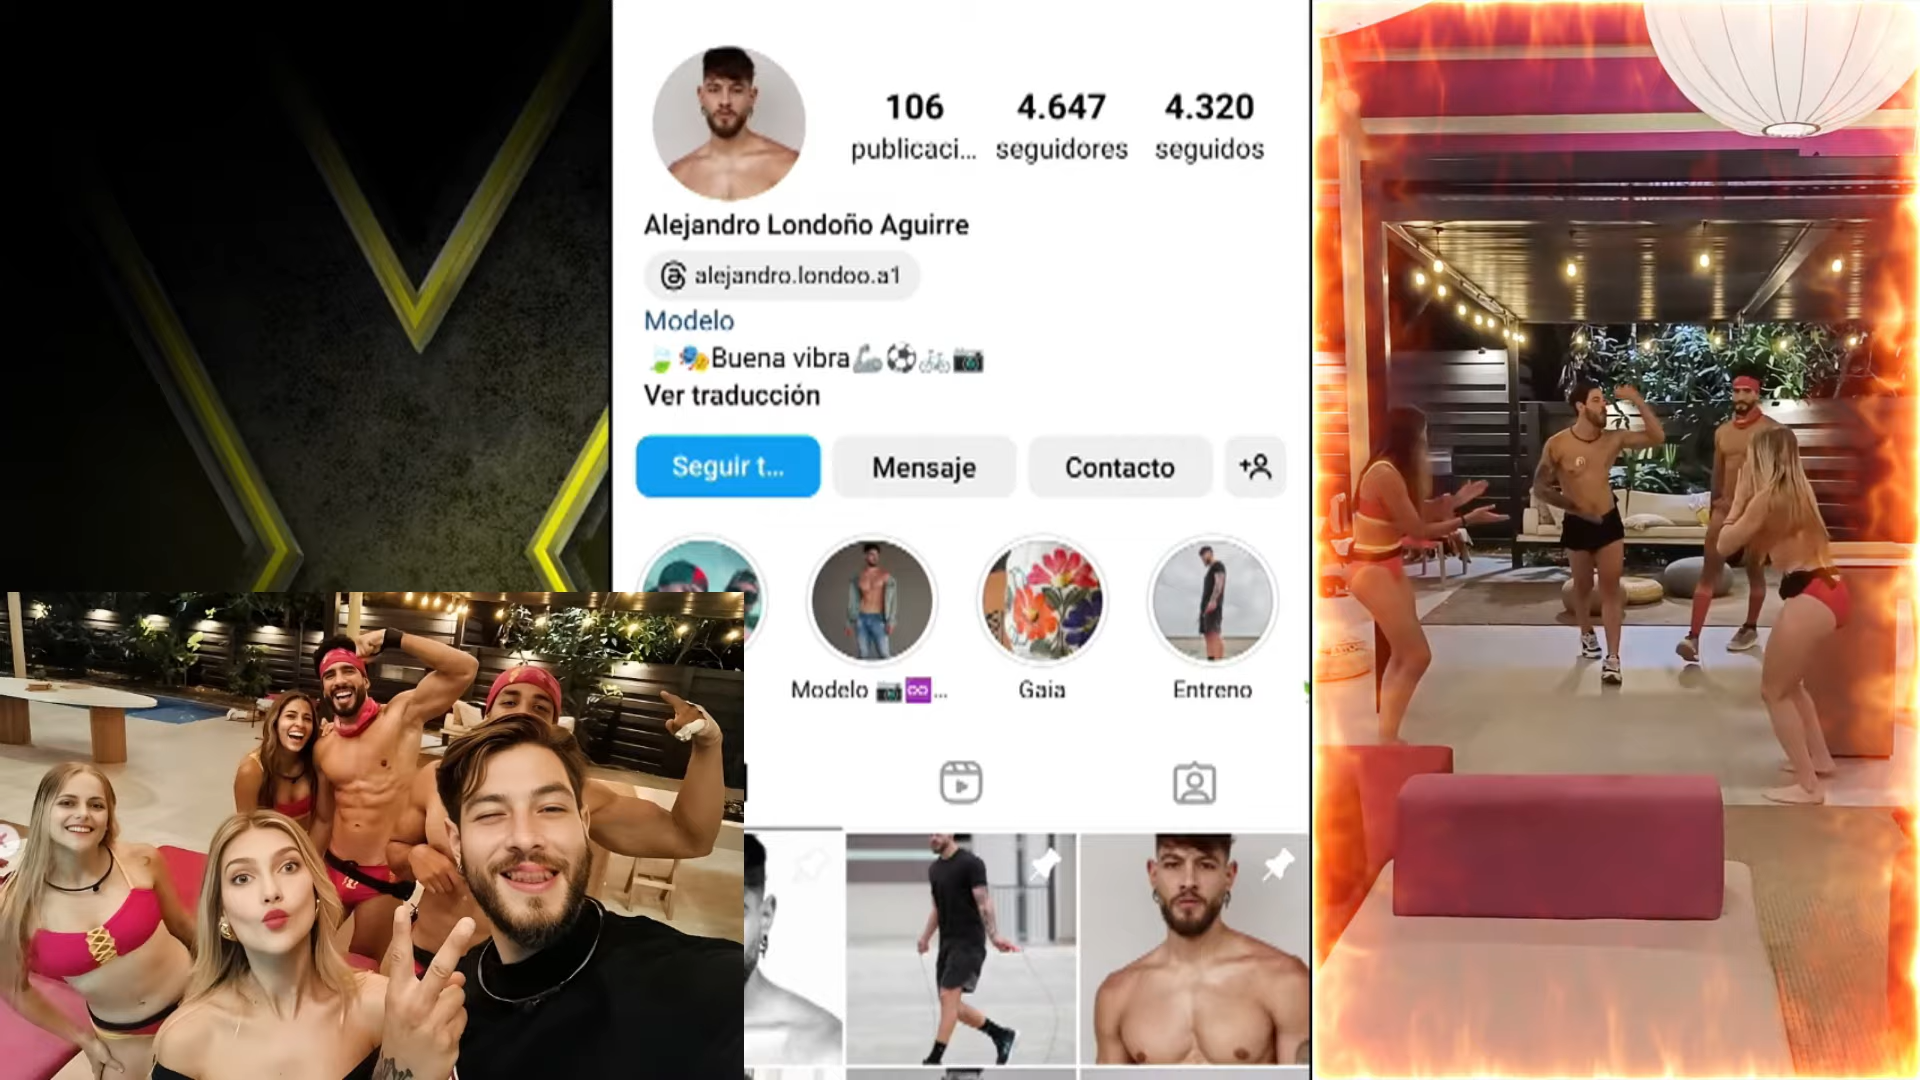 106
4.647
4.320
publicaci...
seguidores
seguidos
Alejandro Londoño Aguirre
alejandro.londoo.a1
Modelo
🍃🎭Buena vibra🦾⚽🚲📷
Ver traducción
Seguir t...
Mensaje
Contacto
Modelo 📷♾️...
Gaia
Entreno